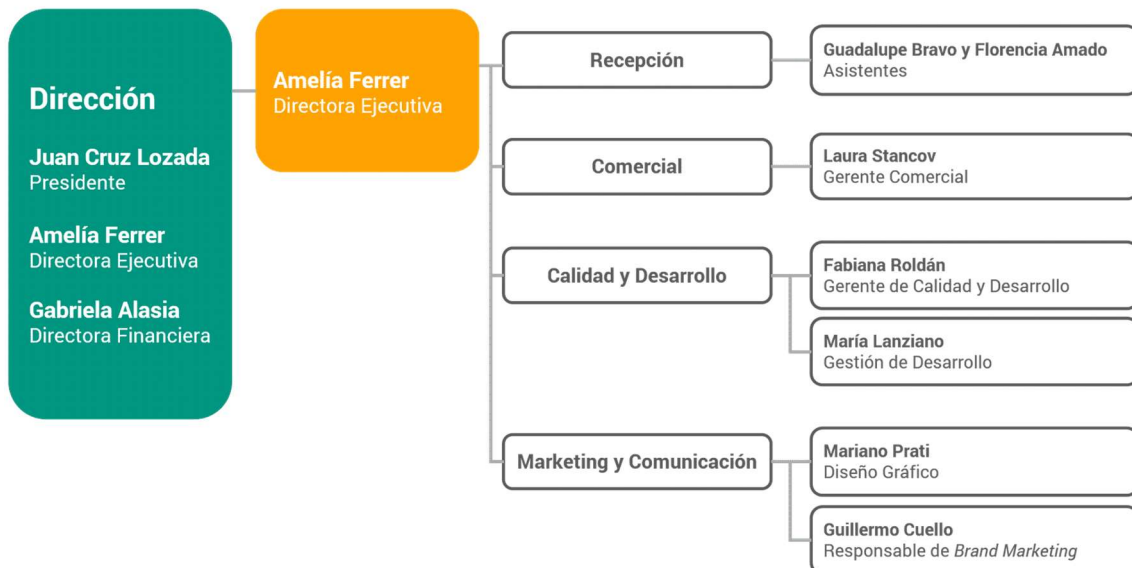 Dirección
Juan Cruz Lozada
Presidente
Amelía Ferrer
Directora Ejecutiva
Gabriela Alasia
Directora Financiera
Amelía Ferrer
Directora Ejecutiva
Recepción
Guadalupe Bravo y Florencia Amado
Asistentes
Comercial
Laura Stancov
Gerente Comercial
Calidad y Desarrollo
Fabiana Roldán
Gerente de Calidad y Desarrollo
María Lanziano
Gestión de Desarrollo
Marketing y Comunicación
Mariano Prati
Diseño Gráfico
Guillermo Cuello
Responsable de Brand Marketing